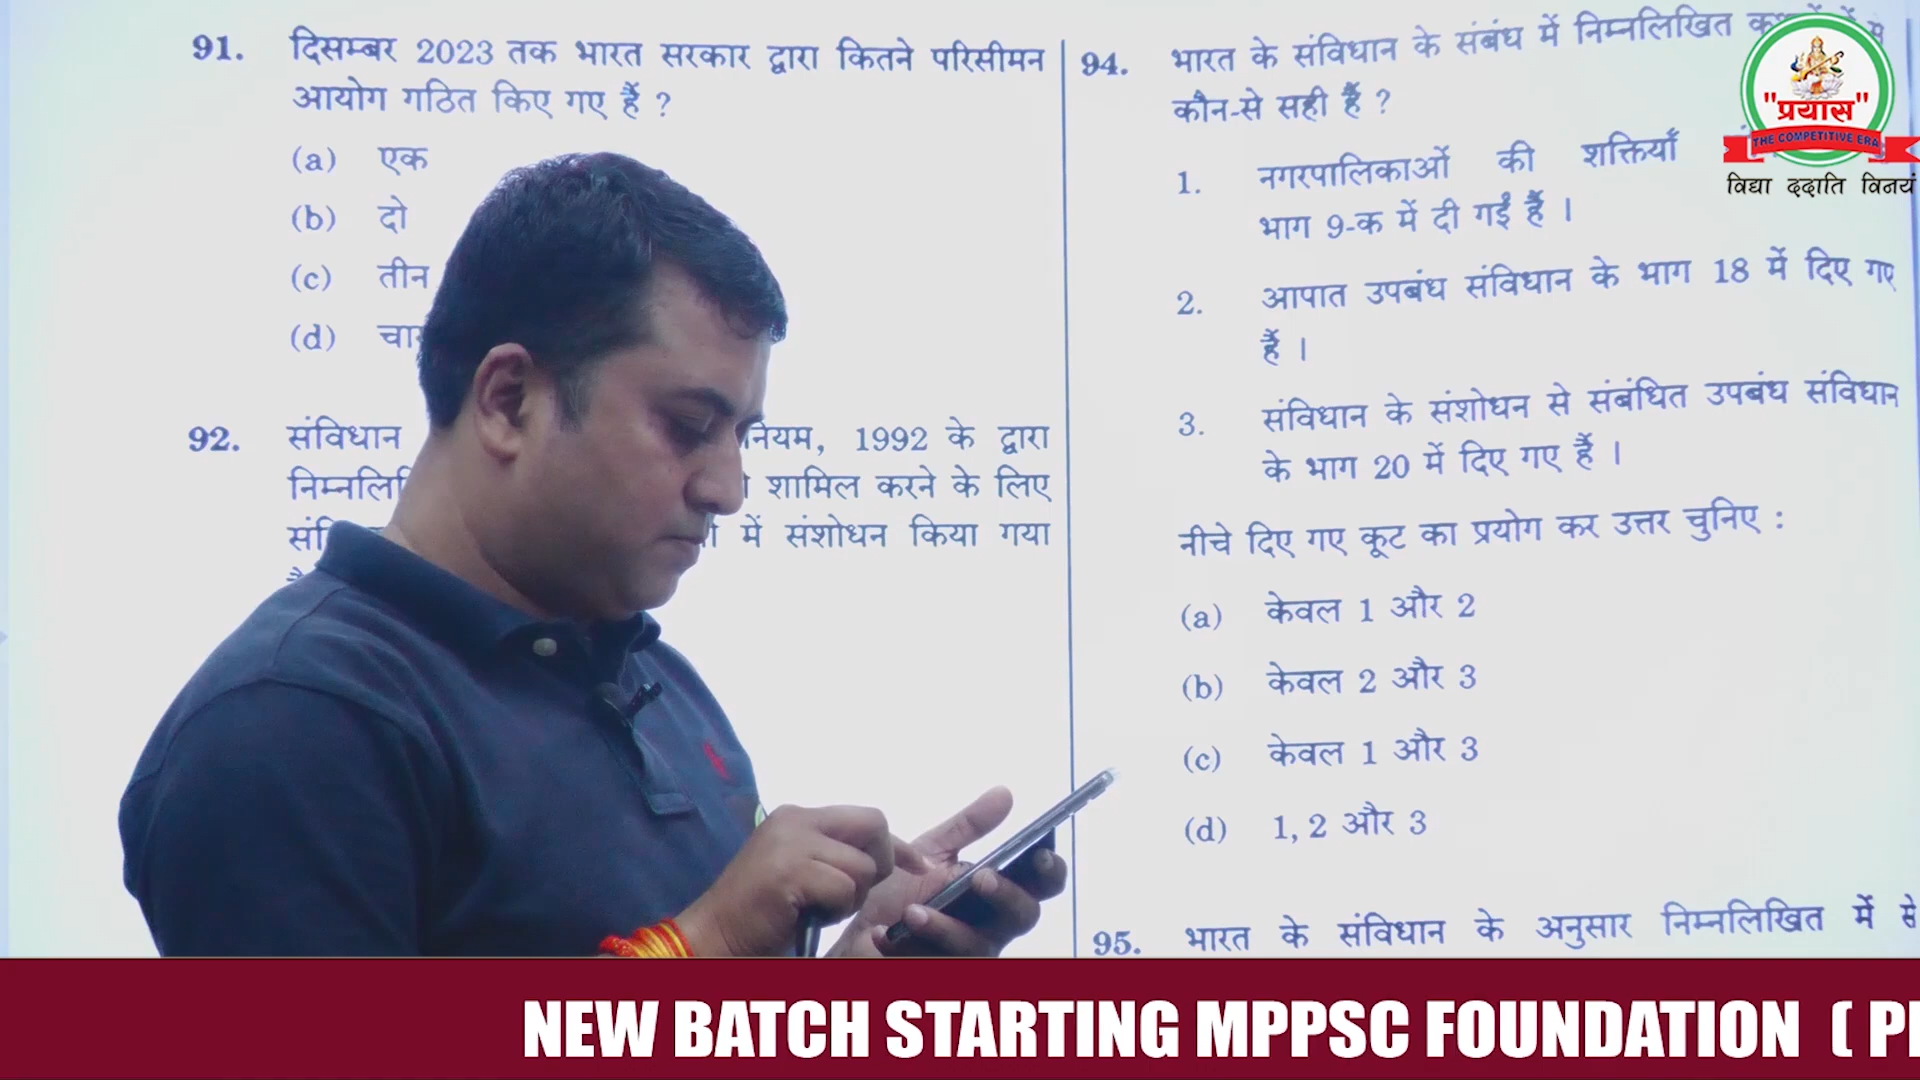 91. दिसम्बर 2023 तक भारत सरकार द्वारा कितने परिसीमन
आयोग गठित किए गए हैं ?
(a) एक
(b) दो
(c) तीन
(d)
92. संविधान 1992 के द्वारा
शामिल करने के लिए
में संशोधन किया गया
94. भारत के संविधान के संबंध में निम्नलिखित
कौन-से सही हैं ?
1. नगरपालिकाओं की शक्तियाँ
भाग 9-क में दी गईं हैं ।
2. आपात उपबंध संविधान के भाग 18 में दिए गए
हैं ।
3. संविधान के संशोधन से संबंधित उपबंध संविधान
के भाग 20 में दिए गए हैं ।
नीचे दिए गए कूट का प्रयोग कर उत्तर चुनिए :
(a) केवल 1 और 2
(b) केवल 2 और 3
(c) केवल 1 और 3
(d) 1, 2 और 3
95. भारत के संविधान के अनुसार निम्नलिखित में से
"प्रयास"
THE COMPETITIVE ERA
विद्या ददाति विनयं
NEW BATCH STARTING MPPSC FOUNDATION (